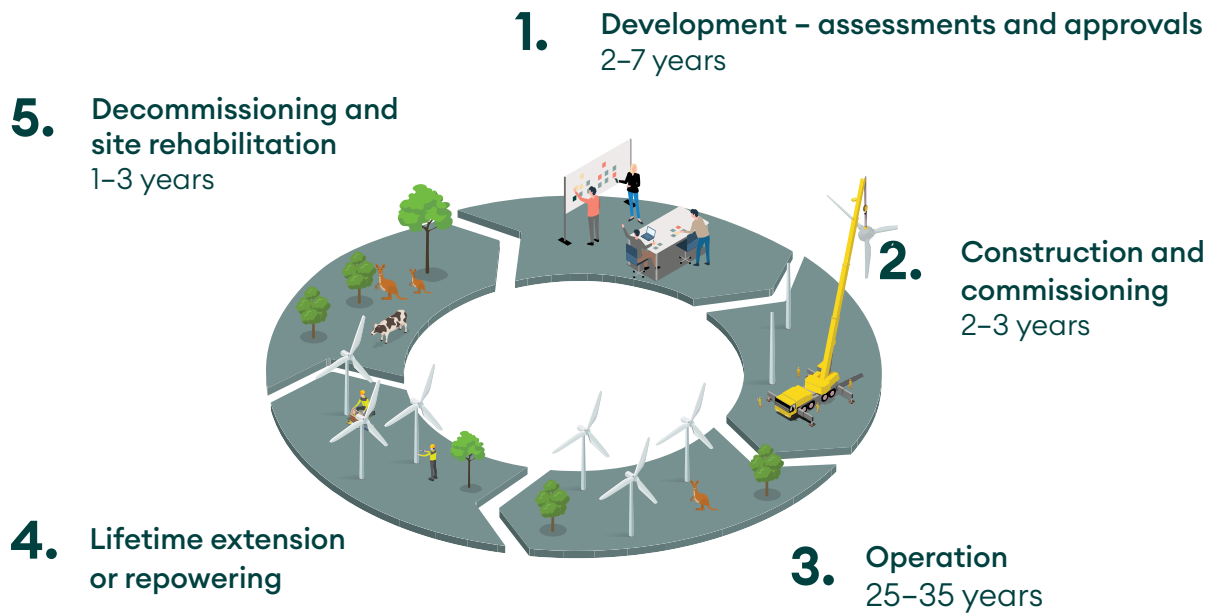 1.
Development – assessments and approvals
2–7 years
2.
Construction and
commissioning
2–3 years
3.
Operation
25–35 years
4.
Lifetime extension
or repowering
5.
Decommissioning and
site rehabilitation
1–3 years